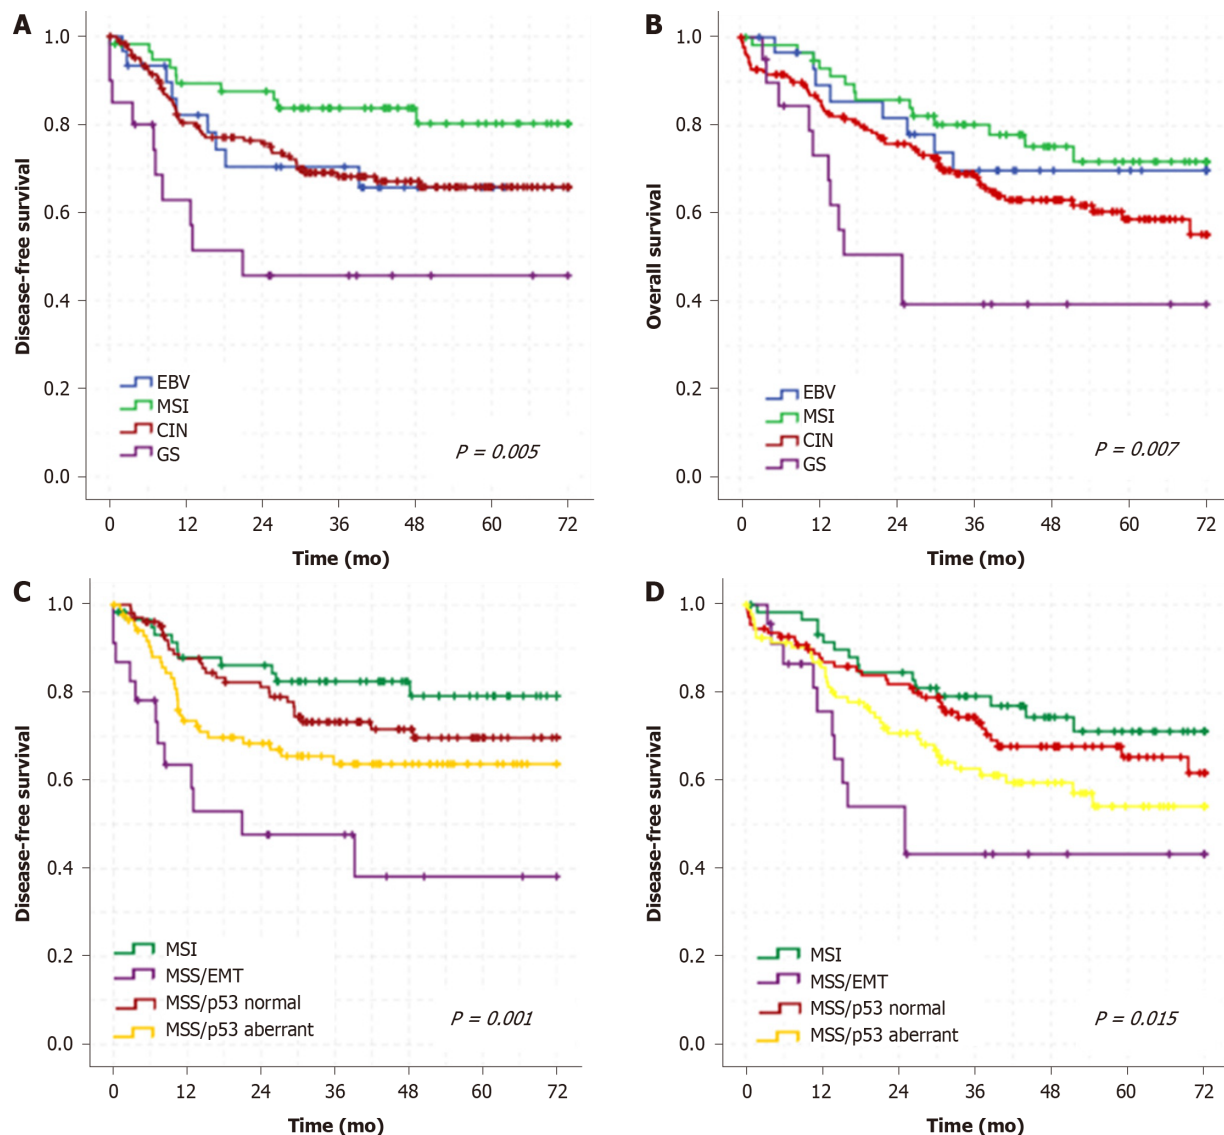 A
1.0
0.8
0.6
0.4
0.2
0.0
Disease-free survival
EBV
MSI
CIN
GS
P = 0.005
0 12 24 36 48 60 72
Time (mo)
B
1.0
0.8
0.6
0.4
0.2
0.0
Overall survival
EBV
MSI
CIN
GS
P = 0.007
0 12 24 36 48 60 72
Time (mo)
C
1.0
0.8
0.6
0.4
0.2
0.0
Disease-free survival
MSI
MSS/EMT
MSS/p53 normal
MSS/p53 aberrant
P = 0.001
0 12 24 36 48 60 72
Time (mo)
D
1.0
0.8
0.6
0.4
0.2
0.0
Disease-free survival
MSI
MSS/EMT
MSS/p53 normal
MSS/p53 aberrant
P = 0.015
0 12 24 36 48 60 72
Time (mo)